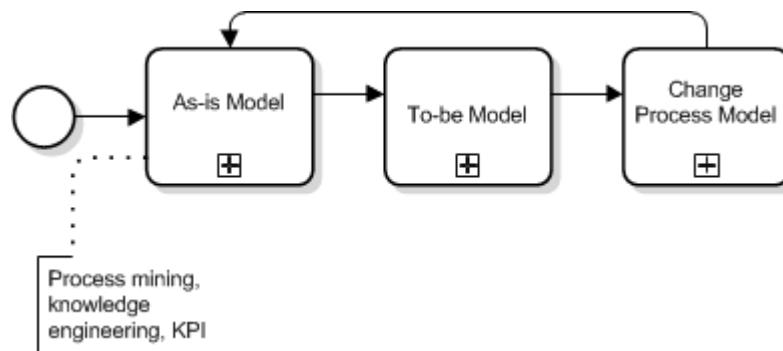 As-is Model
To-be Model
Change
Process Model
Process mining,
knowledge
engineering, KPI